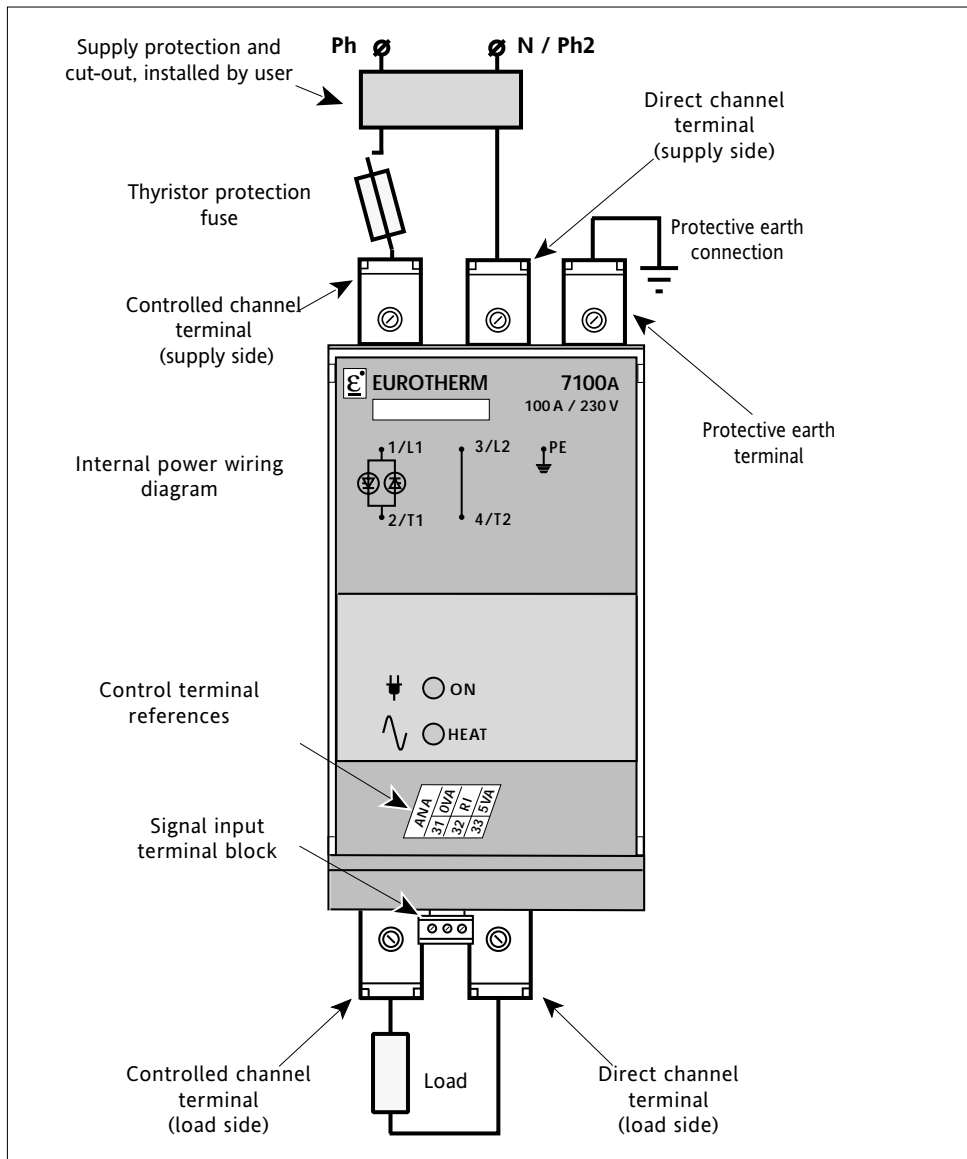 Supply protection and
cut-out, installed by user
Ph
N / Ph2
Direct channel
terminal
(supply side)
Thyristor protection
fuse
Protective earth
connection
Controlled channel
terminal
(supply side)
ε EUROTHERM
7100A
100 A / 230 V
Protective earth
terminal
Internal power wiring
diagram
1/L1
3/L2
PE
2/T1
4/T2
ON
HEAT
Control terminal
references
ANA
31 0VA
32 RI
33 5VA
Signal input
terminal block
Controlled channel
terminal
(load side)
Load
Direct channel
terminal
(load side)